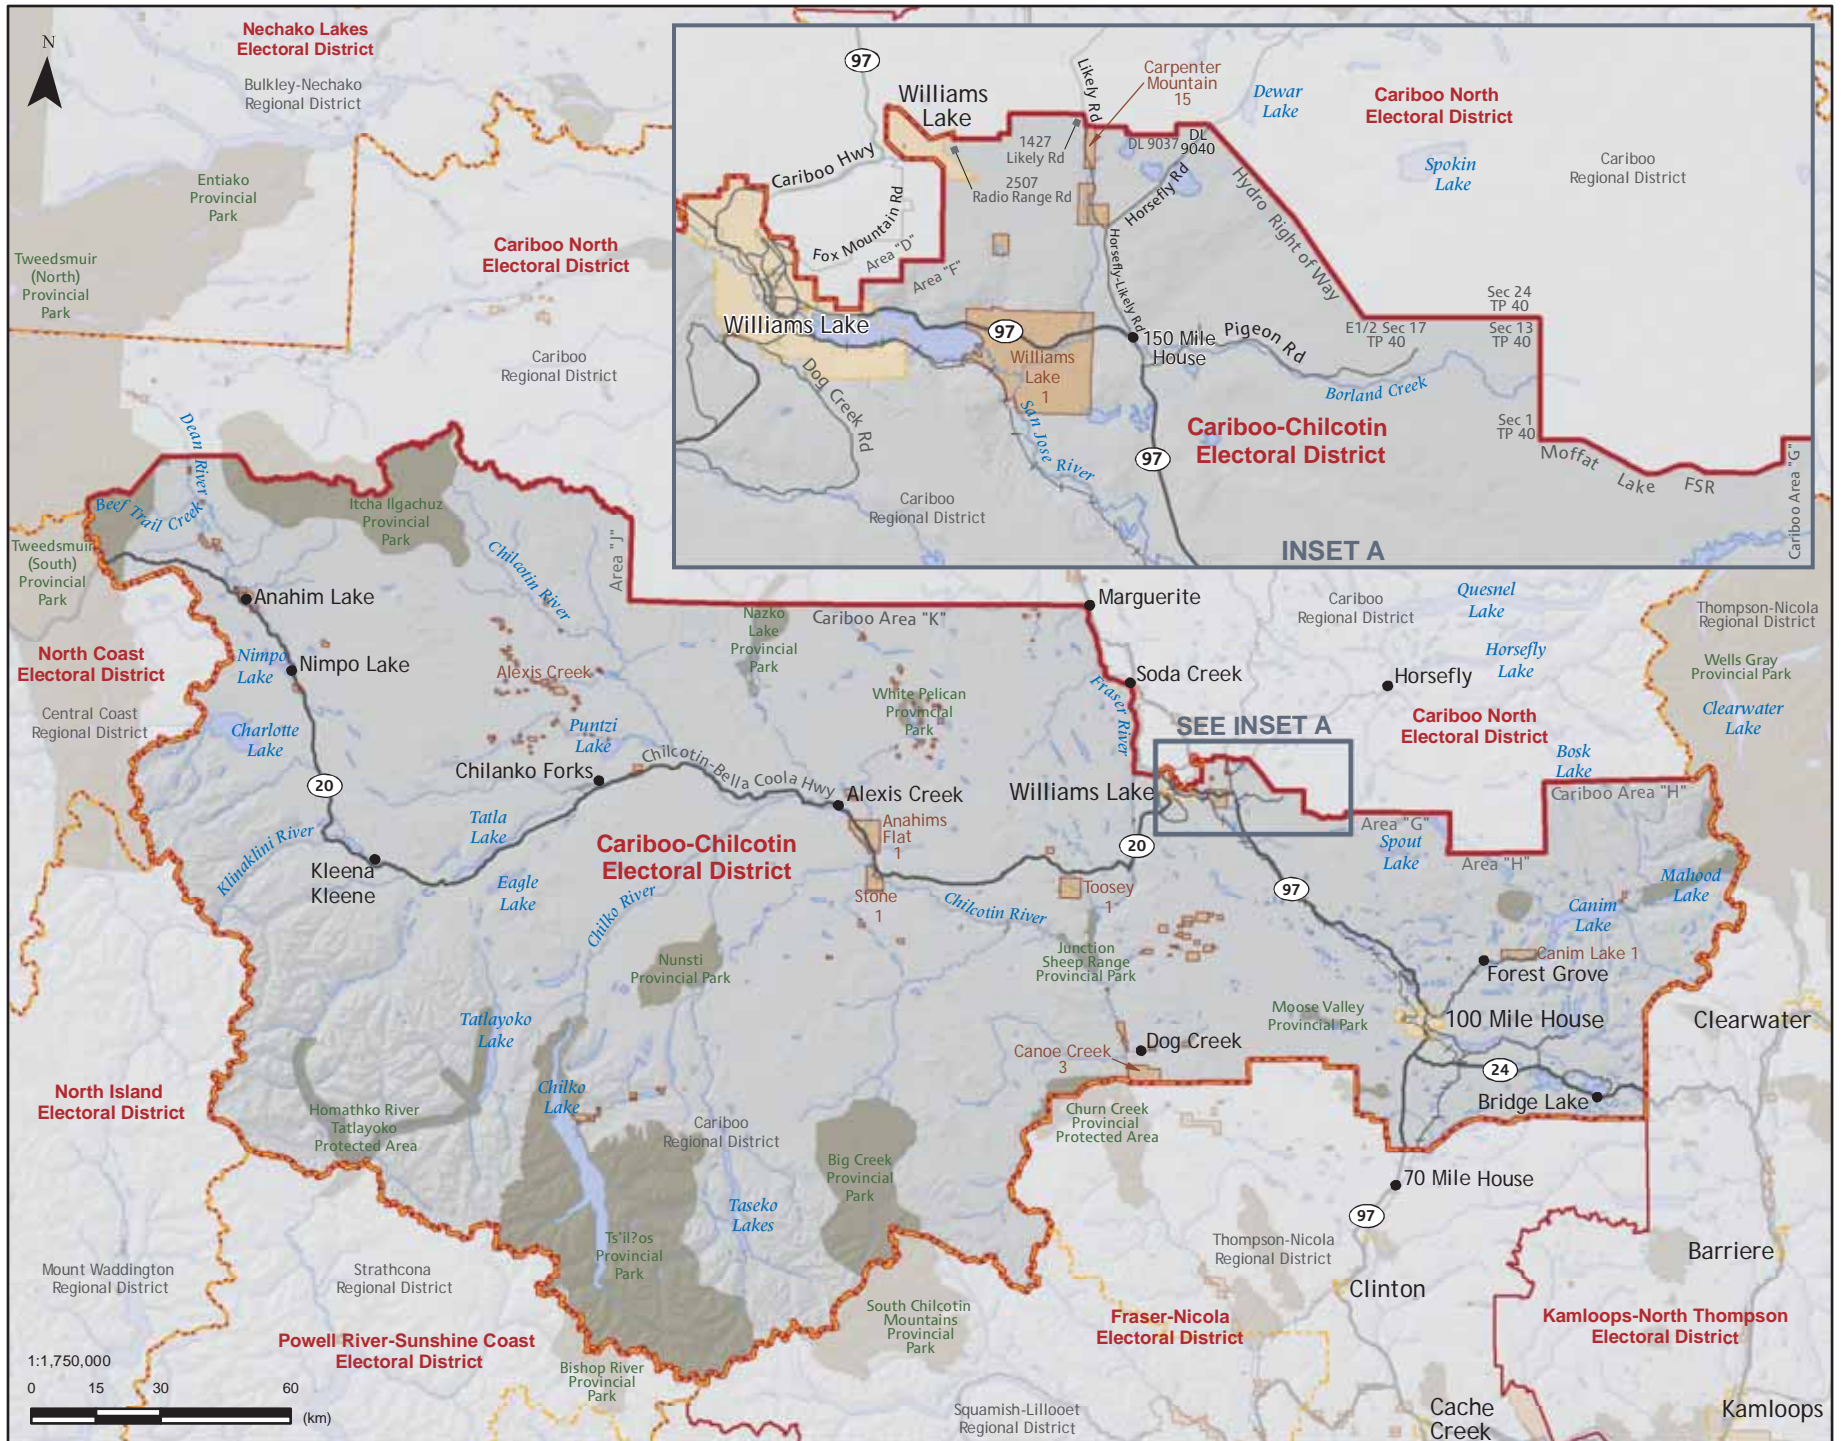 N
Nechako Lakes
Electoral District
Bulkley-Nechako
Regional District
Entiako
Provincial
Park
Tweedsmuir
(North)
Provincial
Park
Cariboo North
Electoral District
Cariboo
Regional District
97
Williams
Lake
Likely Rd
Carpenter
Mountain
15
Dewar
Lake
Cariboo North
Electoral District
Spokin
Lake
Cariboo
Regional District
1427
Likely Rd
DL 9037
DL
9040
2507
Radio Range Rd
Cariboo Hwy
Fox Mountain Rd
Area "D"
Area "F"
Horsefly Rd
Horsefly-Likely Rd
Hydro Right of Way
Sec 24
TP 40
E1/2 Sec 17
TP 40
Sec 13
TP 40
Williams Lake
97
Williams
Lake
1
150 Mile
House
Pigeon Rd
Borland Creek
Dog Creek Rd
San Jose River
Cariboo-Chilcotin
Electoral District
Sec 1
TP 40
Moffat Lake FSR
Cariboo Area "G"
97
Cariboo
Regional District
INSET A
Dean River
Beef Trail Creek
Itcha Ilgachuz
Provincial
Park
Tweedsmuir
(South)
Provincial
Park
Chilcotin River
Area "J"
Anahim Lake
Nazko
Lake
Provincial
Park
Cariboo Area "K"
Marguerite
Cariboo
Regional District
Quesnel
Lake
Thompson-Nicola
Regional District
North Coast
Electoral District
Nimpo
Lake
Nimpo Lake
Alexis Creek
Horsefly
Lake
Wells Gray
Provincial Park
Soda Creek
Horsefly
Fraser River
White Pelican
Provincial
Park
Central Coast
Regional District
Charlotte
Lake
Puntzi
Lake
Cariboo North
Electoral District
Clearwater
Lake
SEE INSET A
Bosk
Lake
Chilanko Forks
Chilcotin-Bella Coola Hwy
20
Alexis Creek
Williams Lake
Cariboo Area "H"
Tatla
Lake
Klinaklini River
Cariboo-Chilcotin
Electoral District
Anahims
Flat
1
20
Area "G"
Spout
Lake
Area "H"
Kleena
Kleene
Eagle
Lake
Chilko River
Stone
1
Chilcotin River
Toosey
1
97
Mahood
Lake
Canim
Lake
Nunsti
Provincial Park
Junction
Sheep Range
Provincial Park
Canim Lake 1
Forest Grove
Moose Valley
Provincial Park
100 Mile House
Clearwater
Tatlayoko
Lake
Canoe Creek
3
Dog Creek
24
Bridge Lake
North Island
Electoral District
Chilko
Lake
Homathko River
Tatlayoko
Protected Area
Cariboo
Regional District
Churn Creek
Provincial
Protected Area
Big Creek
Provincial
Park
70 Mile House
Taseko
Lakes
97
Ts'il?os
Provincial
Park
Thompson-Nicola
Regional District
Barriere
Mount Waddington
Regional District
Strathcona
Regional District
Clinton
South Chilcotin
Mountains
Provincial
Park
Fraser-Nicola
Electoral District
Kamloops-North Thompson
Electoral District
Powell River-Sunshine Coast
Electoral District
Bishop River
Provincial
Park
1:1,750,000
0 15 30 60
(km)
Squamish-Lillooet
Regional District
Cache
Creek
Kamloops